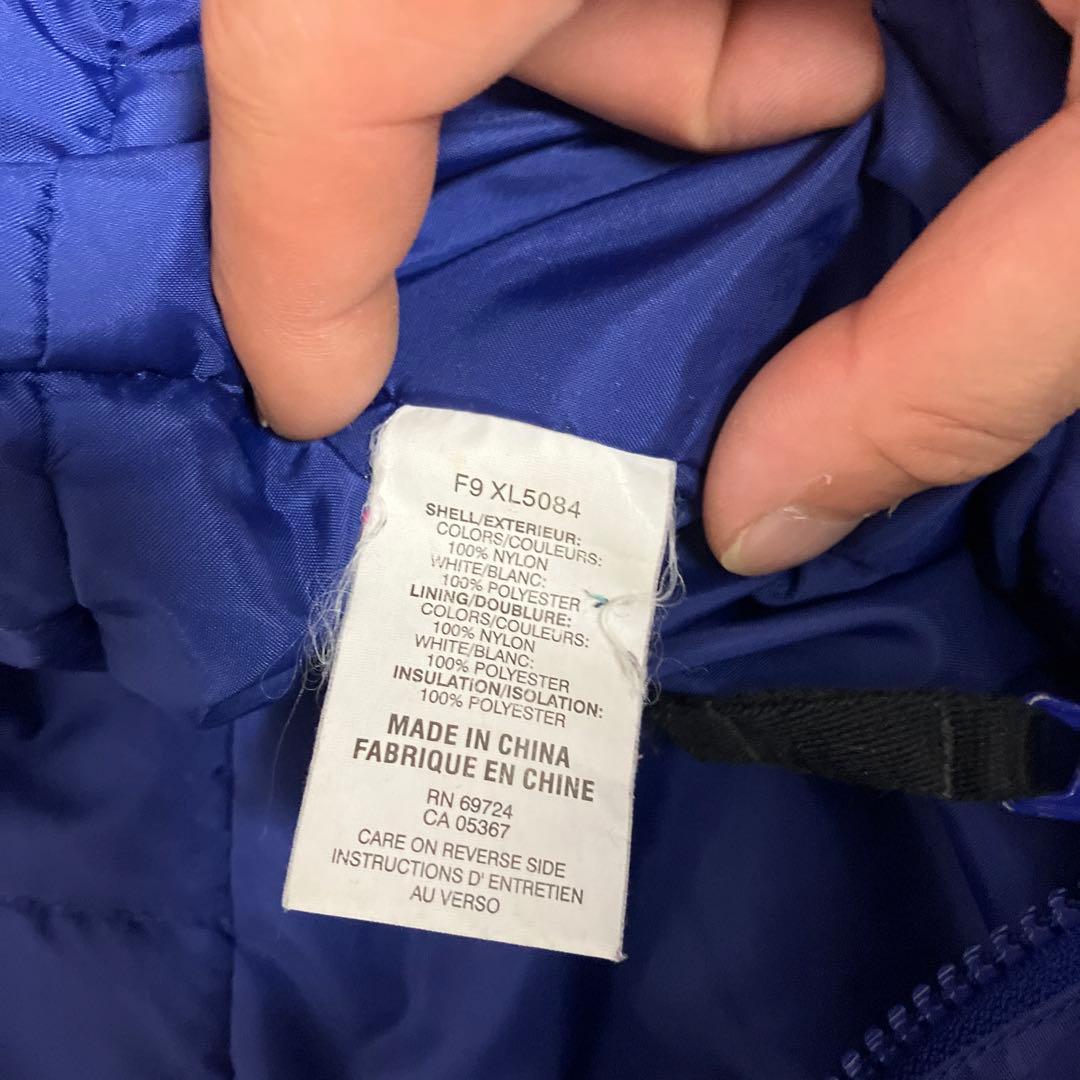 F9 XL5084
SHELL/EXTERIEUR:
COLORS/COULEURS:
100% NYLON
WHITE/BLANC:
100% POLYESTER
LINING/DOUBLURE:
COLORS/COULEURS:
100% NYLON
WHITE/BLANC:
100% POLYESTER
INSULATION/ISOLATION:
100% POLYESTER
MADE IN CHINA
FABRIQUE EN CHINE
RN 69724
CA 05367
CARE ON REVERSE SIDE
INSTRUCTIONS D' ENTRETIEN
AU VERSO